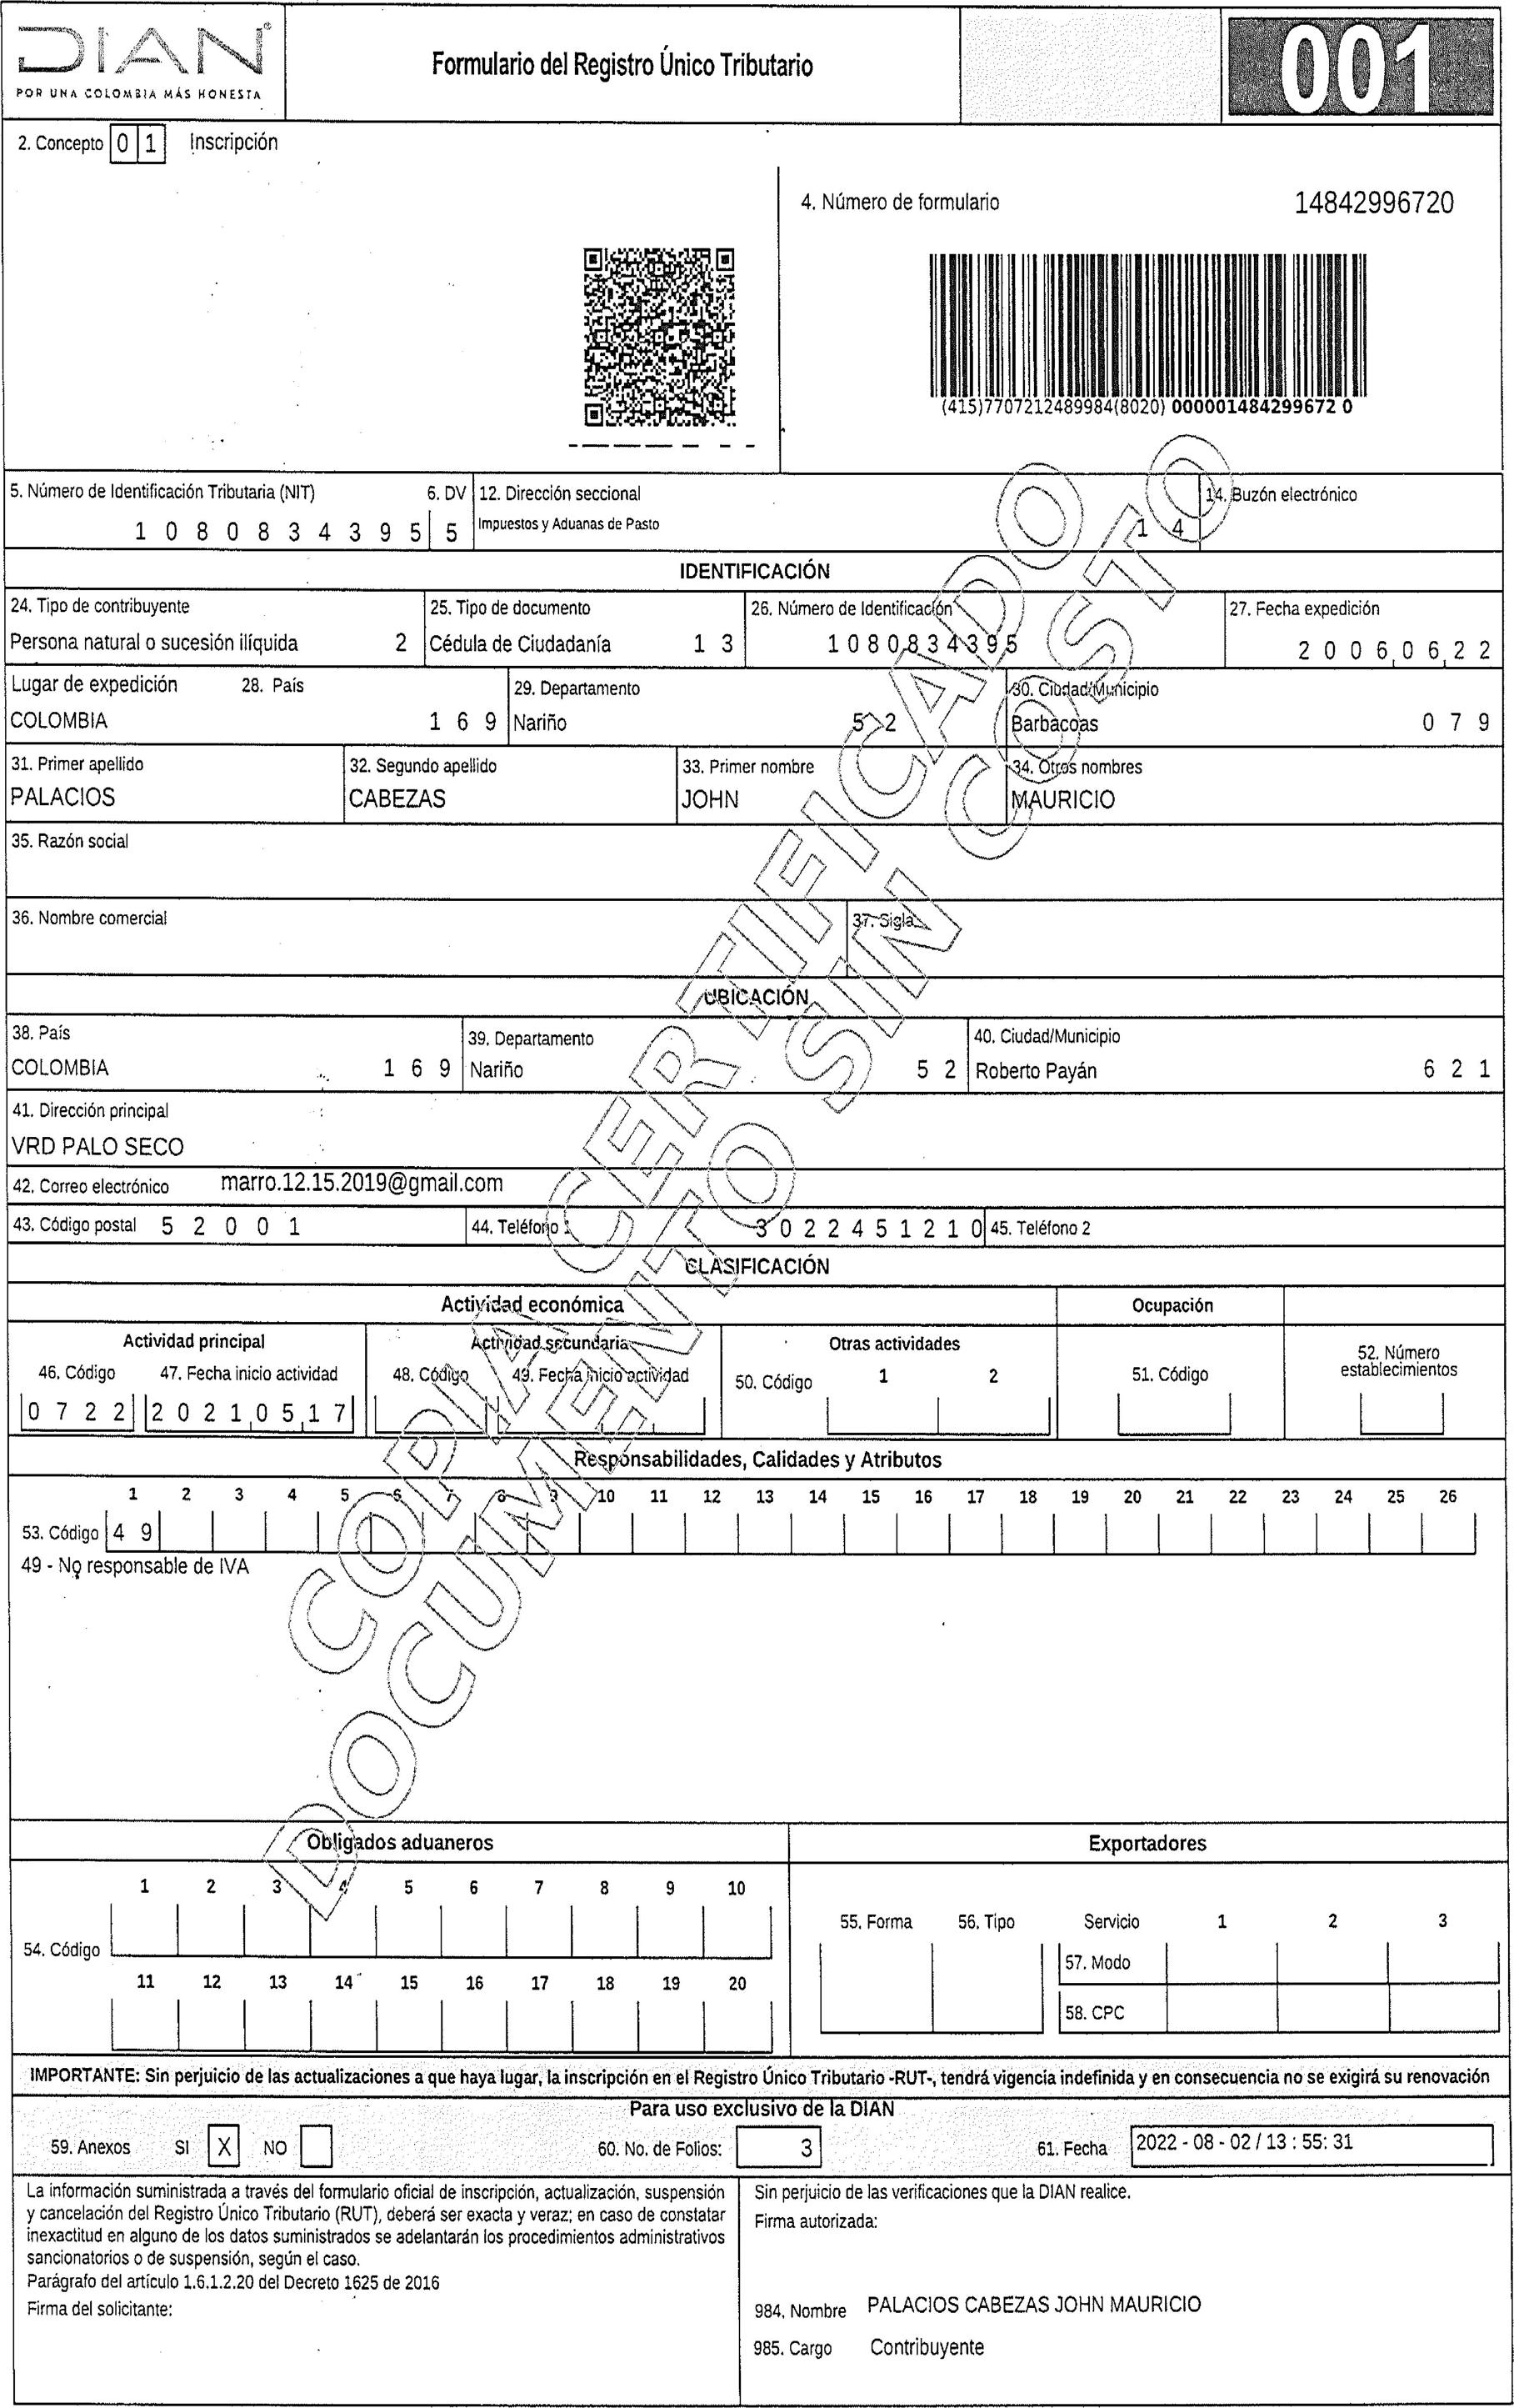 DIAN®
POR UNA COLOMBIA MÁS HONESTA
Formulario del Registro Único Tributario
001
2. Concepto 0 1 Inscripción
4. Número de formulario 14842996720
(415)7707212489984(8020) 000001484299672 0
5. Número de Identificación Tributaria (NIT) 6. DV 12. Dirección seccional 14. Buzón electrónico
1 0 8 0 8 3 4 3 9 5 5 Impuestos y Aduanas de Pasto 1 4
IDENTIFICACIÓN
24. Tipo de contribuyente 25. Tipo de documento 26. Número de Identificación 27. Fecha expedición
Persona natural o sucesión ilíquida 2 Cédula de Ciudadanía 1 3 1 0 8 0 8 3 4 3 9 5 2 0 0 6 0 6 2 2
Lugar de expedición 28. País 29. Departamento 30. Ciudad/Municipio
COLOMBIA 1 6 9 Nariño 5 2 Barbacoas 0 7 9
31. Primer apellido 32. Segundo apellido 33. Primer nombre 34. Otros nombres
PALACIOS CABEZAS JOHN MAURICIO
35. Razón social
36. Nombre comercial 37. Sigla
UBICACIÓN
38. País 39. Departamento 40. Ciudad/Municipio
COLOMBIA 1 6 9 Nariño 5 2 Roberto Payán 6 2 1
41. Dirección principal
VRD PALO SECO
42. Correo electrónico marro.12.15.2019@gmail.com
43. Código postal 5 2 0 0 1 44. Teléfono 1 3 0 2 2 4 5 1 2 1 0 45. Teléfono 2
CLASIFICACIÓN
Actividad económica Ocupación
Actividad principal Actividad secundaria Otras actividades 52. Número establecimientos
46. Código 47. Fecha inicio actividad 48. Código 49. Fecha inicio actividad 50. Código 1 2 51. Código
0 7 2 2 2 0 2 1 0 5 1 7
Responsabilidades, Calidades y Atributos
1 2 3 4 5 6 7 8 9 10 11 12 13 14 15 16 17 18 19 20 21 22 23 24 25 26
53. Código 4 9
49 - No responsable de IVA
COPIA CERTIFICADO
DOCUMENTO SIN COSTO
Obligados aduaneros Exportadores
1 2 3 4 5 6 7 8 9 10
55. Forma 56. Tipo Servicio 1 2 3
54. Código
57. Modo
11 12 13 14 15 16 17 18 19 20
58. CPC
IMPORTANTE: Sin perjuicio de las actualizaciones a que haya lugar, la inscripción en el Registro Único Tributario -RUT-, tendrá vigencia indefinida y en consecuencia no se exigirá su renovación
Para uso exclusivo de la DIAN
59. Anexos SI X NO 60. No. de Folios: 3 61. Fecha 2022 - 08 - 02 / 13 : 55: 31
La información suministrada a través del formulario oficial de inscripción, actualización, suspensión
y cancelación del Registro Único Tributario (RUT), deberá ser exacta y veraz; en caso de constatar
inexactitud en alguno de los datos suministrados se adelantarán los procedimientos administrativos
sancionatorios o de suspensión, según el caso.
Parágrafo del artículo 1.6.1.2.20 del Decreto 1625 de 2016
Firma del solicitante:
Sin perjuicio de las verificaciones que la DIAN realice.
Firma autorizada:
984. Nombre PALACIOS CABEZAS JOHN MAURICIO
985. Cargo Contribuyente